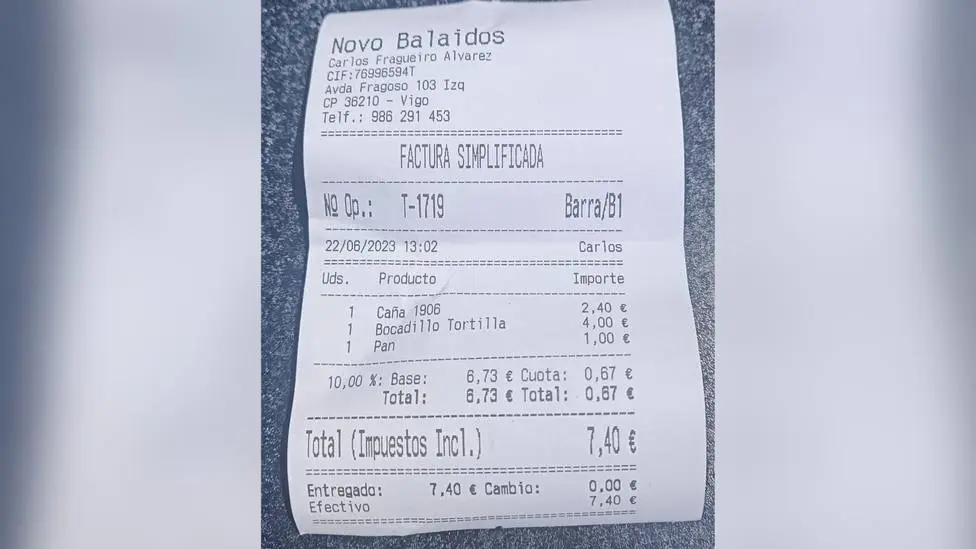 Novo Balaidos
Carlos Fragueiro Alvarez
CIF:76996594T
Avda Fragoso 103 Izq
CP 36210 - Vigo
Telf.: 986 291 453
FACTURA SIMPLIFICADA
Nº Op.: T-1719 Barra/B1
22/06/2023 13:02 Carlos
Uds. Producto Importe
1 Caña 1906 2,40 €
1 Bocadillo Tortilla 4,00 €
1 Pan 1,00 €
10,00 %: Base: 6,73 € Cuota: 0,67 €
Total: 6,73 € Total: 0,67 €
Total (Impuestos Incl.) 7,40 €
Entregado: 7,40 € Cambio: 0,00 €
Efectivo 7,40 €